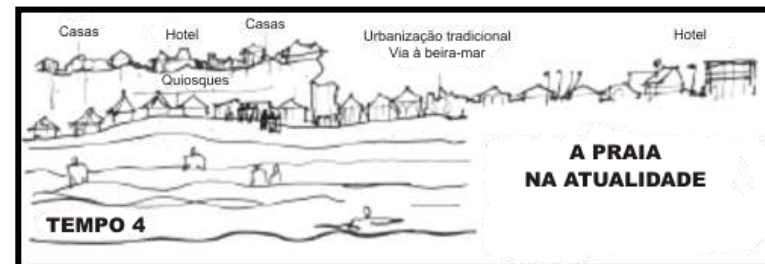 Casas
Hotel
Casas
Urbanização tradicional
Via à beira-mar
Hotel
Quiosques
A PRAIA
NA ATUALIDADE
TEMPO 4